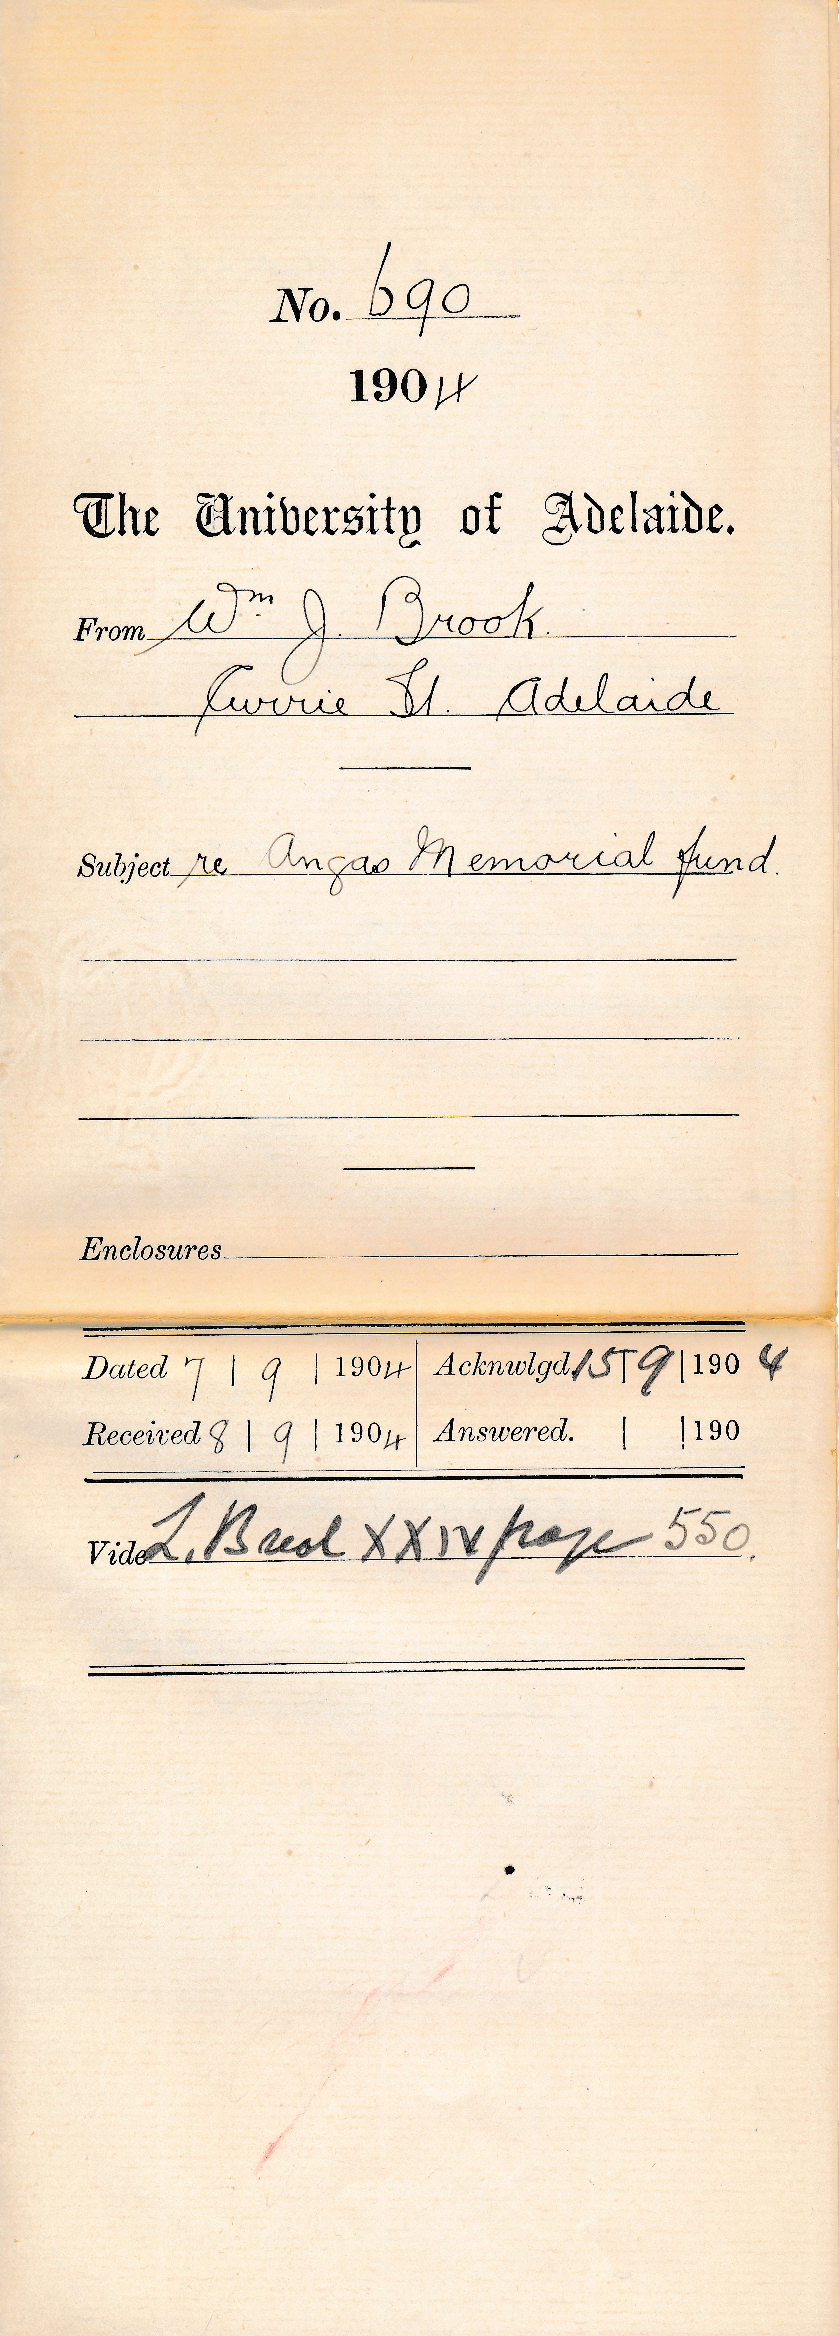 No. 690
1904
The University of Adelaide.
From Wm J. Brook.
Currie St. Adelaide
Subject re Angas Memorial fund.
Enclosures
Dated 7 | 9 | 1904 Acknwlgd. 15 | 9 | 1904
Received 8 | 9 | 1904 Answered. | | 190
Vide L. Book XXIV page 550.